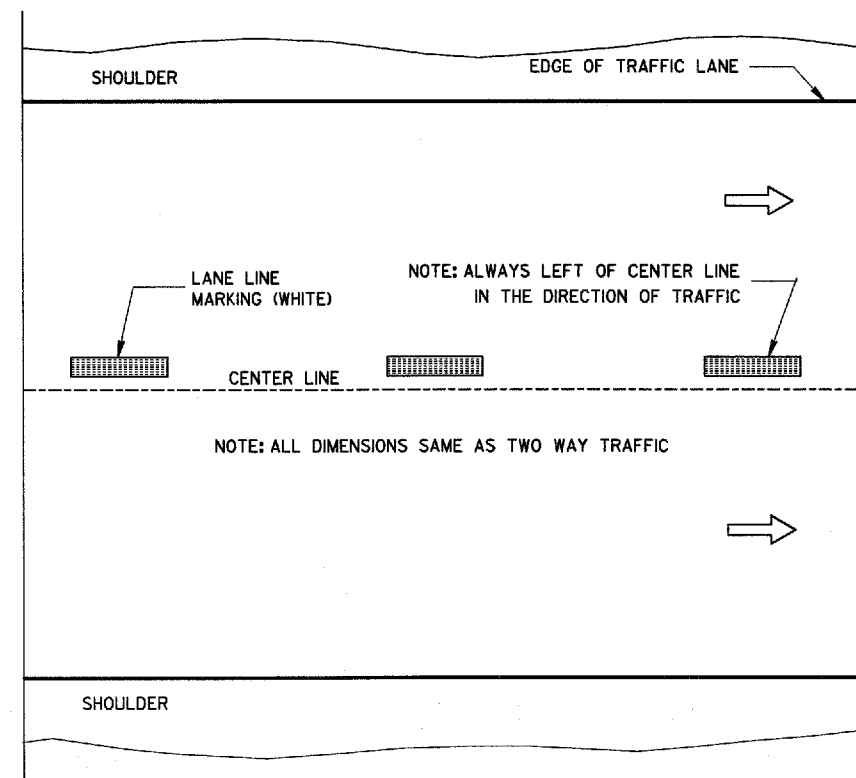 SHOULDER
EDGE OF TRAFFIC LANE
LANE LINE
MARKING (WHITE)
NOTE: ALWAYS LEFT OF CENTER LINE
IN THE DIRECTION OF TRAFFIC
CENTER LINE
NOTE: ALL DIMENSIONS SAME AS TWO WAY TRAFFIC
SHOULDER